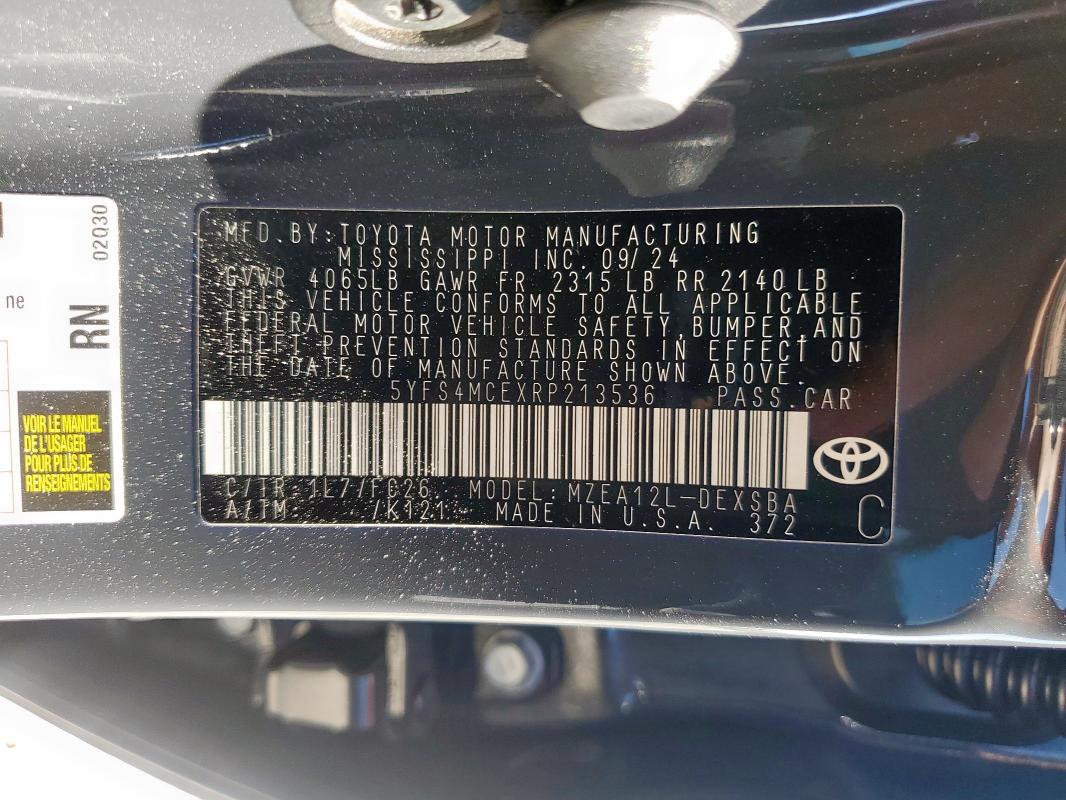 MFD.BY:TOYOTA MOTOR MANUFACTURING
MISSISSIPPI INC. 09/24
GVWR 4065LB GAWR FR 2315 LB RR 2140 LB
THIS VEHICLE CONFORMS TO ALL APPLICABLE
FEDERAL MOTOR VEHICLE SAFETY,BUMPER,AND
THEFT PREVENTION STANDARDS IN EFFECT ON
THE DATE OF MANUFACTURE SHOWN ABOVE.
5YFS4MCEXRP213536 PASS.CAR
C/TR 1L7/FC26 MODEL:MZEA12L-DEXSBA
A/TM /K121 MADE IN U.S.A. 372
C
ne
02030
RN
VOIR LE MANUEL
DE L'USAGER
POUR PLUS DE
RENSEIGNEMENTS